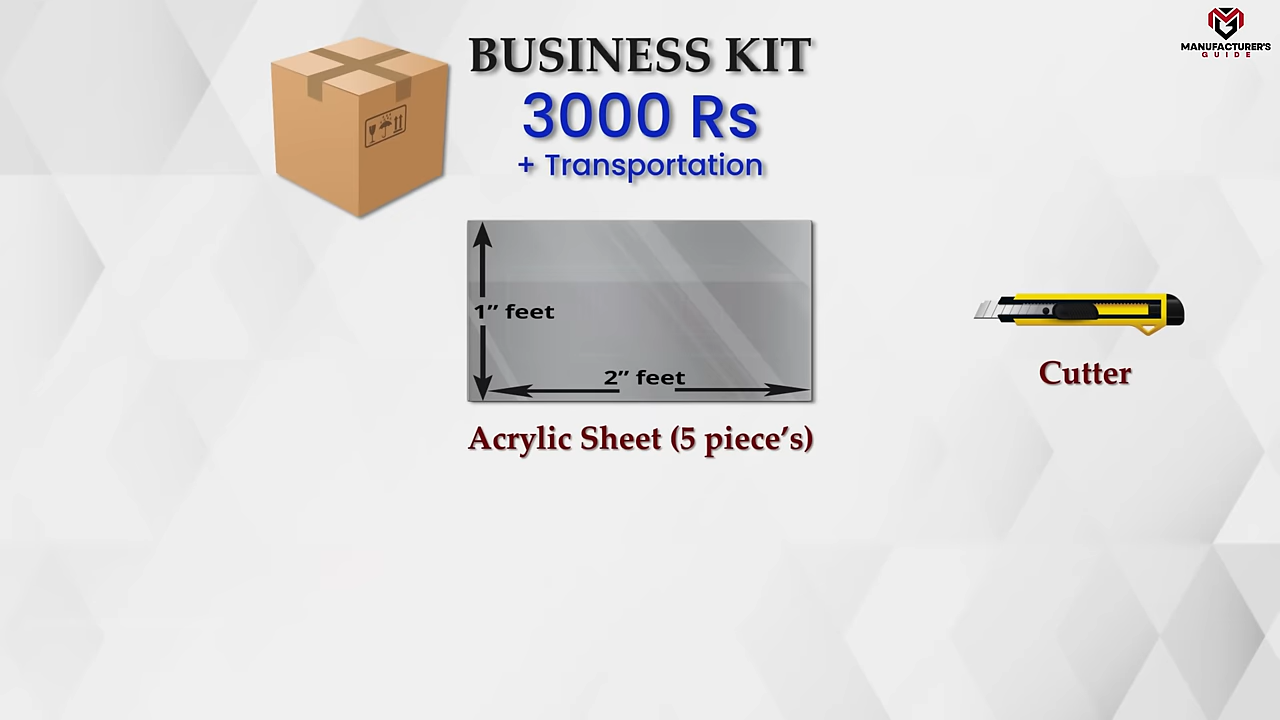 BUSINESS KIT
3000 Rs
+ Transportation
MANUFACTURER'S
GUIDE
1” feet
2” feet
Acrylic Sheet (5 piece’s)
Cutter